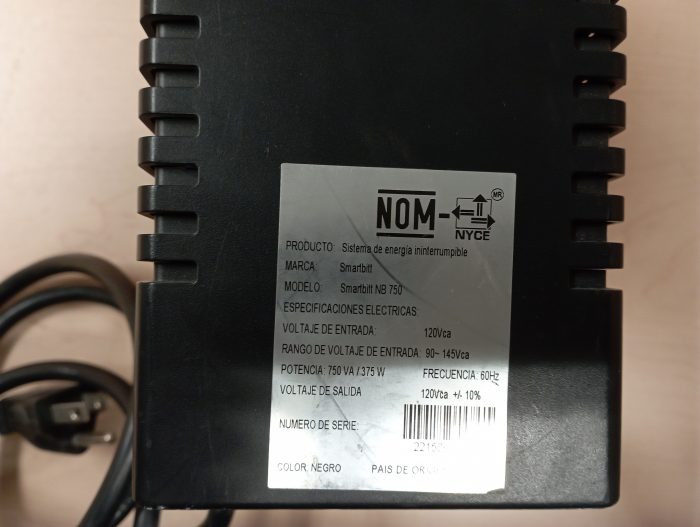 NOM-
MR
NYCE
PRODUCTO: Sistema de energía ininterrumpible
MARCA: Smartbitt
MODELO: Smartbitt NB 750
ESPECIFICACIONES ELECTRICAS:
VOLTAJE DE ENTRADA: 120Vca
RANGO DE VOLTAJE DE ENTRADA: 90~ 145Vca
POTENCIA: 750 VA / 375 W FRECUENCIA: 60Hz
VOLTAJE DE SALIDA 120Vca +/- 10%
NUMERO DE SERIE:
COLOR: NEGRO PAIS DE